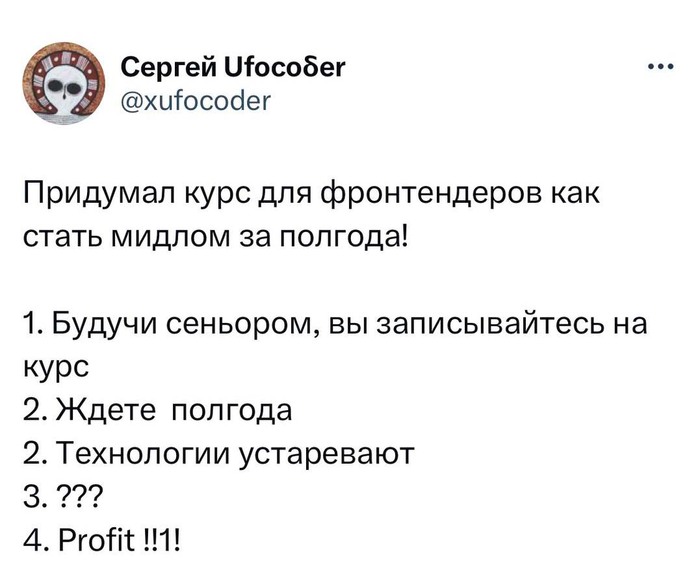 Сергей Ufocoбer
@xufocoder
Придумал курс для фронтендеров как
стать мидлом за полгода!
1. Будучи сеньором, вы записывайтесь на
курс
2. Ждете  полгода
2. Технологии устаревают
3. ???
4. Profit !!1!